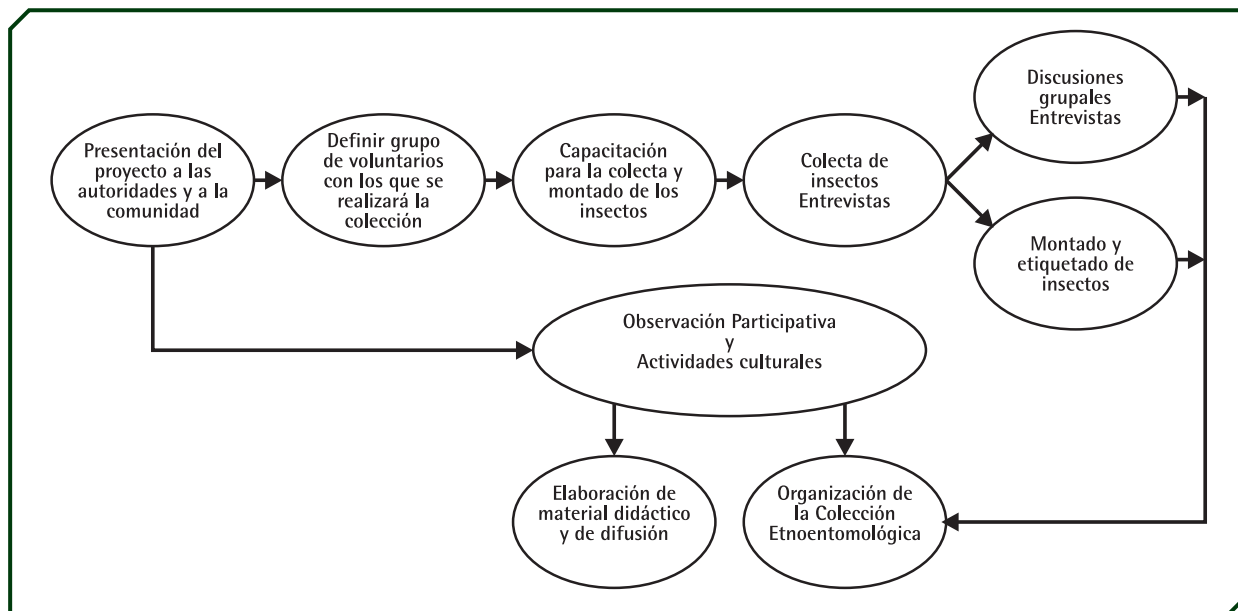 Presentación del
proyecto a las
autoridades y a la
comunidad
Definir grupo
de voluntarios
con los que se
realizará la
colección
Capacitación
para la colecta y
montado de los
insectos
Colecta de
insectos
Entrevistas
Discusiones
grupales
Entrevistas
Montado y
etiquetado de
insectos
Observación Participativa
y
Actividades culturales
Elaboración de
material didáctico
y de difusión
Organización de
la Colección
Etnoentomológica